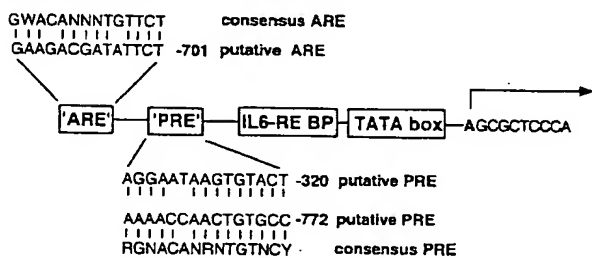 GWACANNNTGTTCT consensus ARE
GAAGACGATATTCT -701 putative ARE
'ARE' 'PRE' IL6-RE BP TATA box AGCGCTCCCA
AGGAATAAGTGTACT -320 putative PRE
AAAACCAACTGTGCC -772 putative PRE
RGNACANRNTGTNCY consensus PRE